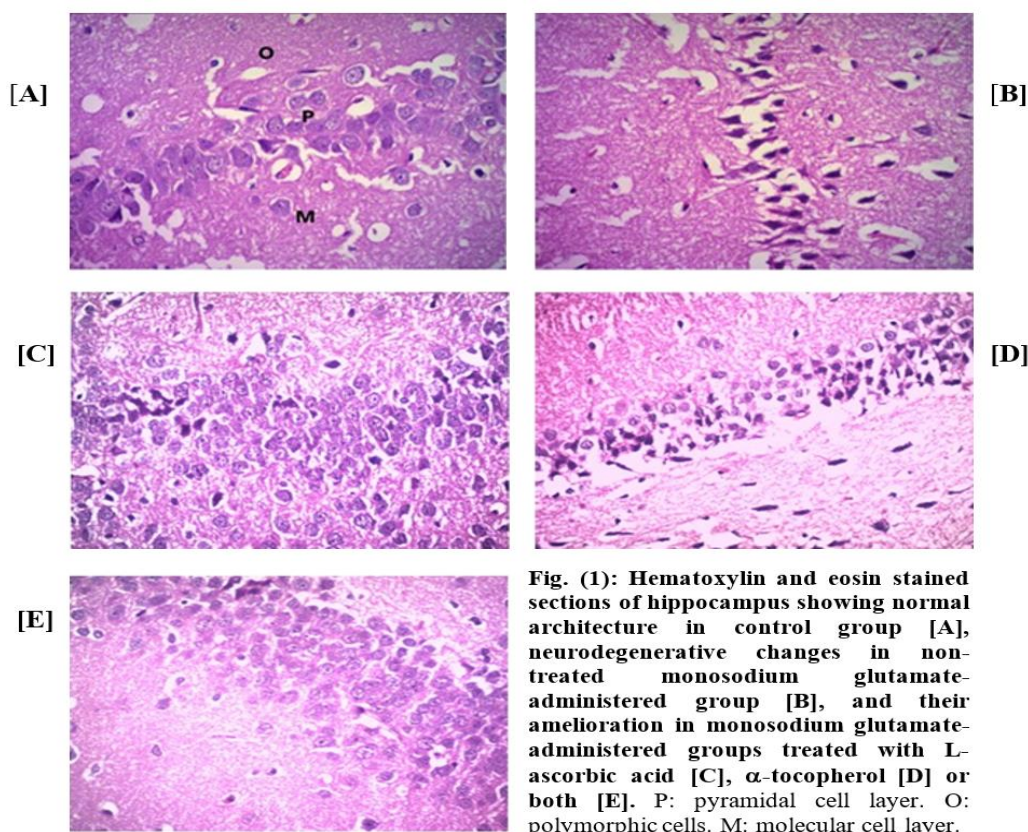 O
[A]
P
M
[B]
[C]
[D]
[E]
Fig. (1): Hematoxylin and eosin stained
sections of hippocampus showing normal
architecture in control group [A],
neurodegenerative changes in non-
treated monosodium glutamate-
administered group [B], and their
amelioration in monosodium glutamate-
administered groups treated with L-
ascorbic acid [C], α-tocopherol [D] or
both [E]. P: pyramidal cell layer. O:
polymorphic cells. M: molecular cell layer.